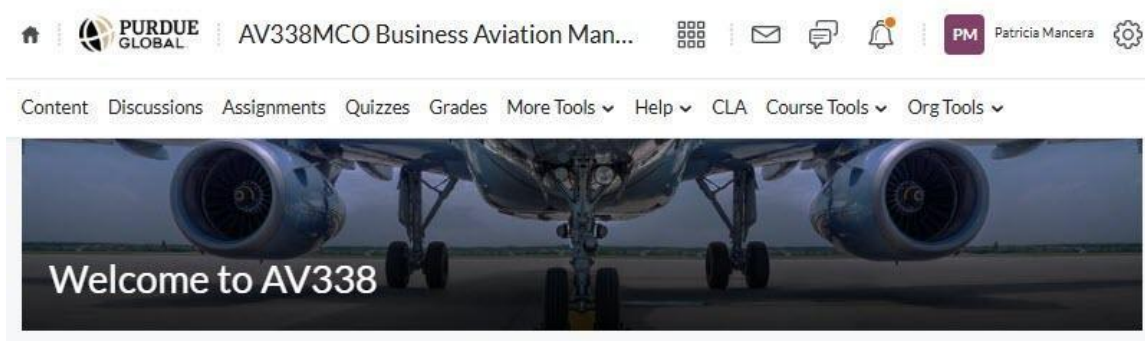 PURDUE GLOBAL AV338MCO Business Aviation Man... PM Patricia Mancera
Content Discussions Assignments Quizzes Grades More Tools Help CLA Course Tools Org Tools
Welcome to AV338